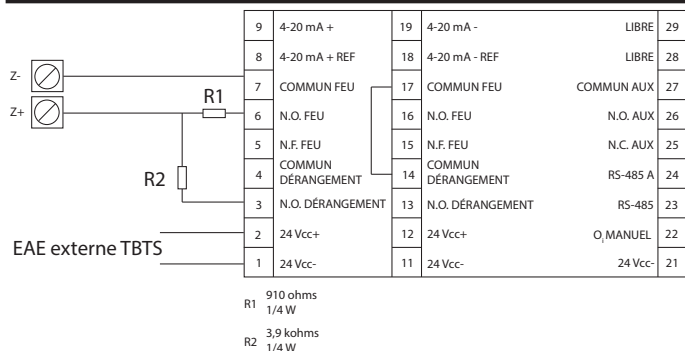 9 4-20 mA + 19 4-20 mA - LIBRE 29
8 4-20 mA + REF 18 4-20 mA - REF LIBRE 28
Z- 7 COMMUN FEU 17 COMMUN FEU COMMUN AUX 27
Z+ R1 6 N.O. FEU 16 N.O. FEU N.O. AUX 26
5 N.F. FEU 15 N.F. FEU N.C. AUX 25
R2 4 COMMUN DÉRANGEMENT 14 COMMUN DÉRANGEMENT RS-485 A 24
3 N.O. DÉRANGEMENT 13 N.O. DÉRANGEMENT RS-485 23
EAE externe TBTS 2 24 Vcc+ 12 24 Vcc+ O,MANUEL 22
1 24 Vcc- 11 24 Vcc- 24 Vcc- 21
R1 910 ohms
1/4 W
R2 3,9 kohms
1/4 W